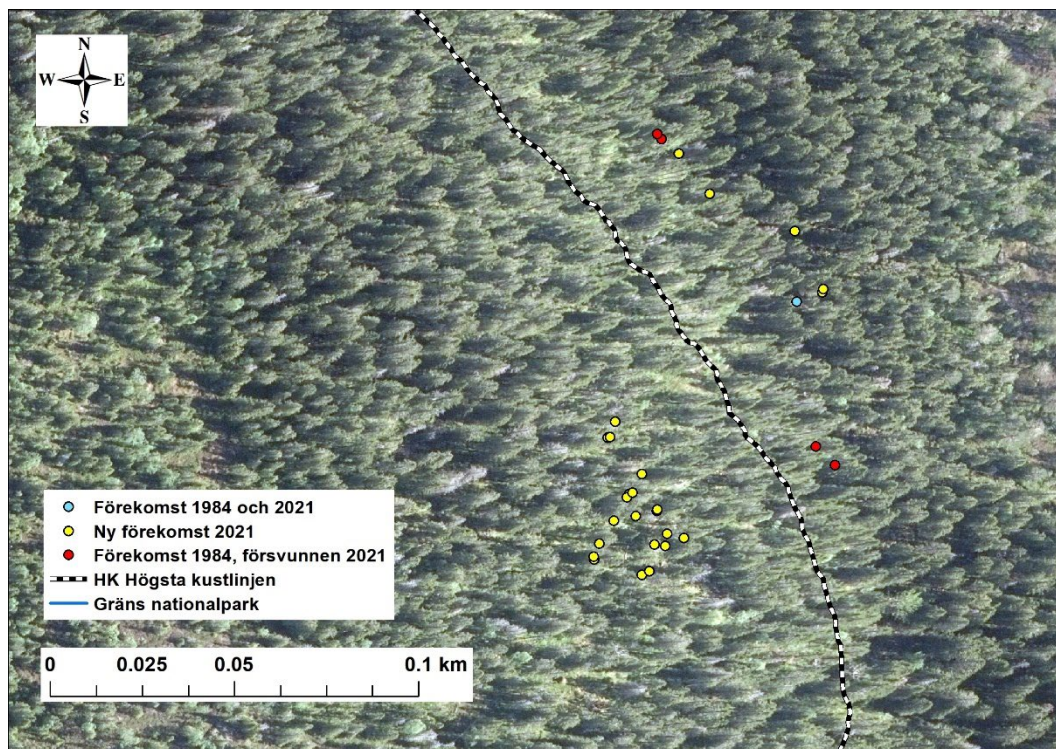 N
W E
S
Förekomst 1984 och 2021
Ny förekomst 2021
Förekomst 1984, försvunnen 2021
HK Högsta kustlinjen
Gräns nationalpark
0 0.025 0.05 0.1 km